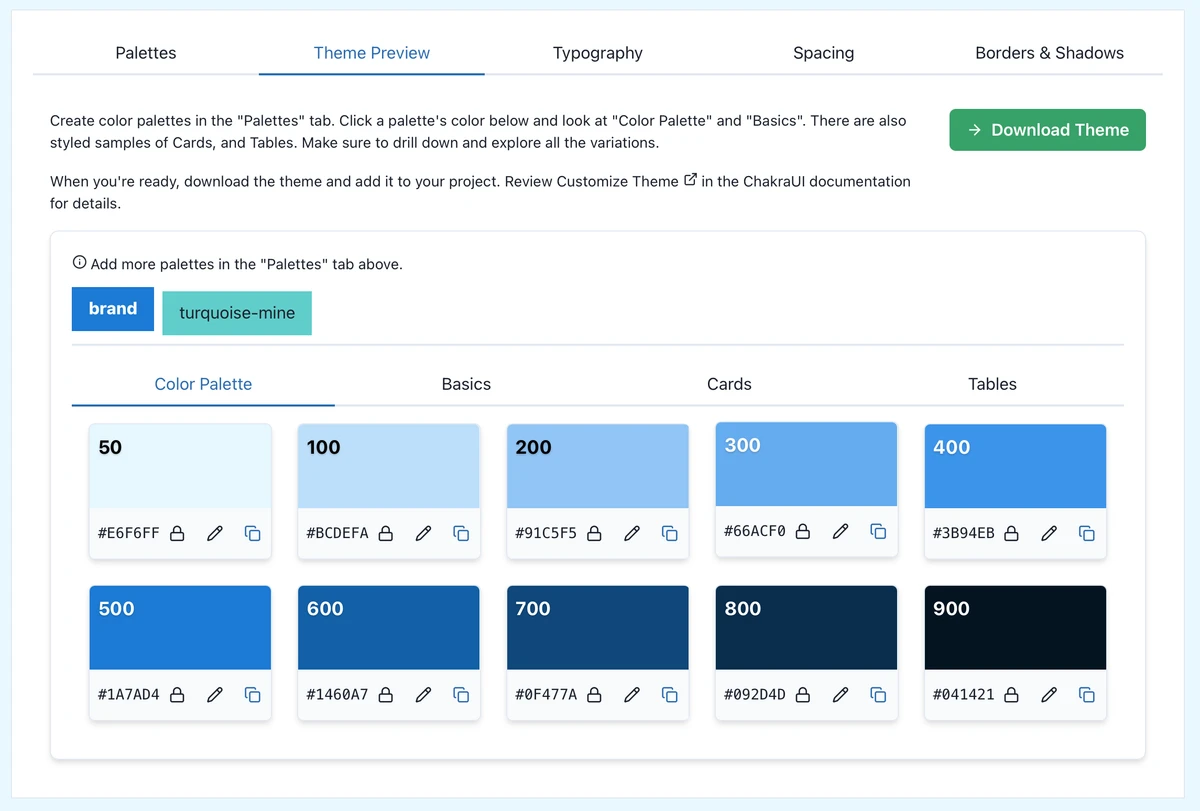 Palettes
Theme Preview
Typography
Spacing
Borders & Shadows
Create color palettes in the "Palettes" tab. Click a palette's color below and look at "Color Palette" and "Basics". There are also
styled samples of Cards, and Tables. Make sure to drill down and explore all the variations.
Download Theme
When you're ready, download the theme and add it to your project. Review Customize Theme in the ChakraUI documentation
for details.
Add more palettes in the "Palettes" tab above.
brand
turquoise-mine
Color Palette
Basics
Cards
Tables
50
100
200
300
400
#E6F6FF
#BCDEFA
#91C5F5
#66ACF0
#3B94EB
500
600
700
800
900
#1A7AD4
#1460A7
#0F477A
#092D4D
#041421